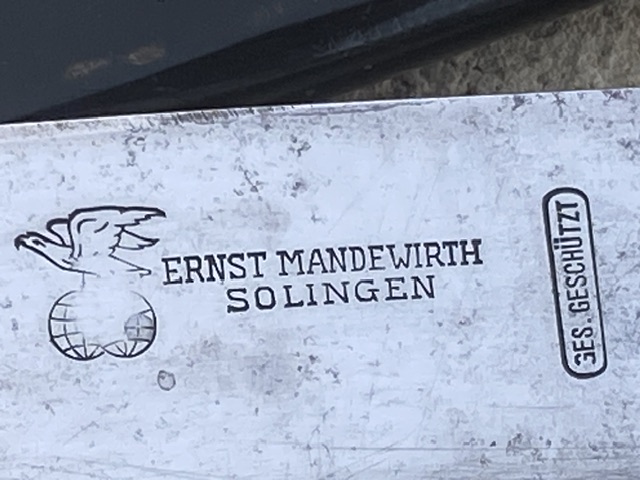 ERNST MANDEWIRTH
SOLINGEN
GES. GESCHÜTZT